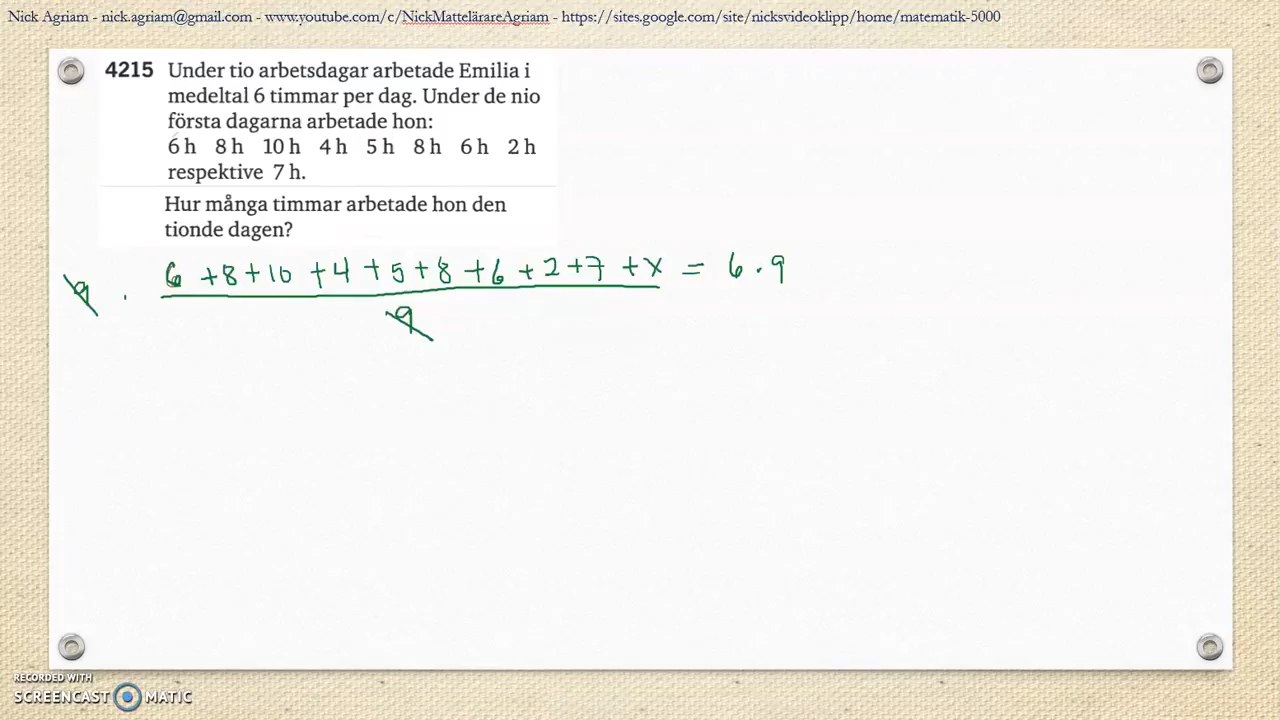 Nick Agriam - nick.agriam@gmail.com - www.youtube.com/c/NickMattelärareAgriam - https://sites.google.com/site/nicksvideoklipp/home/matematik-5000
4215 Under tio arbetsdagar arbetade Emilia i
medeltal 6 timmar per dag. Under de nio
första dagarna arbetade hon:
6 h 8 h 10 h 4 h 5 h 8 h 6 h 2 h
respektive 7 h.
Hur många timmar arbetade hon den
tionde dagen?
9 · 6 + 8 + 10 + 4 + 5 + 8 + 6 + 2 + 7 + x = 6 · 9
9
RECORDED WITH
SCREENCAST MATIC